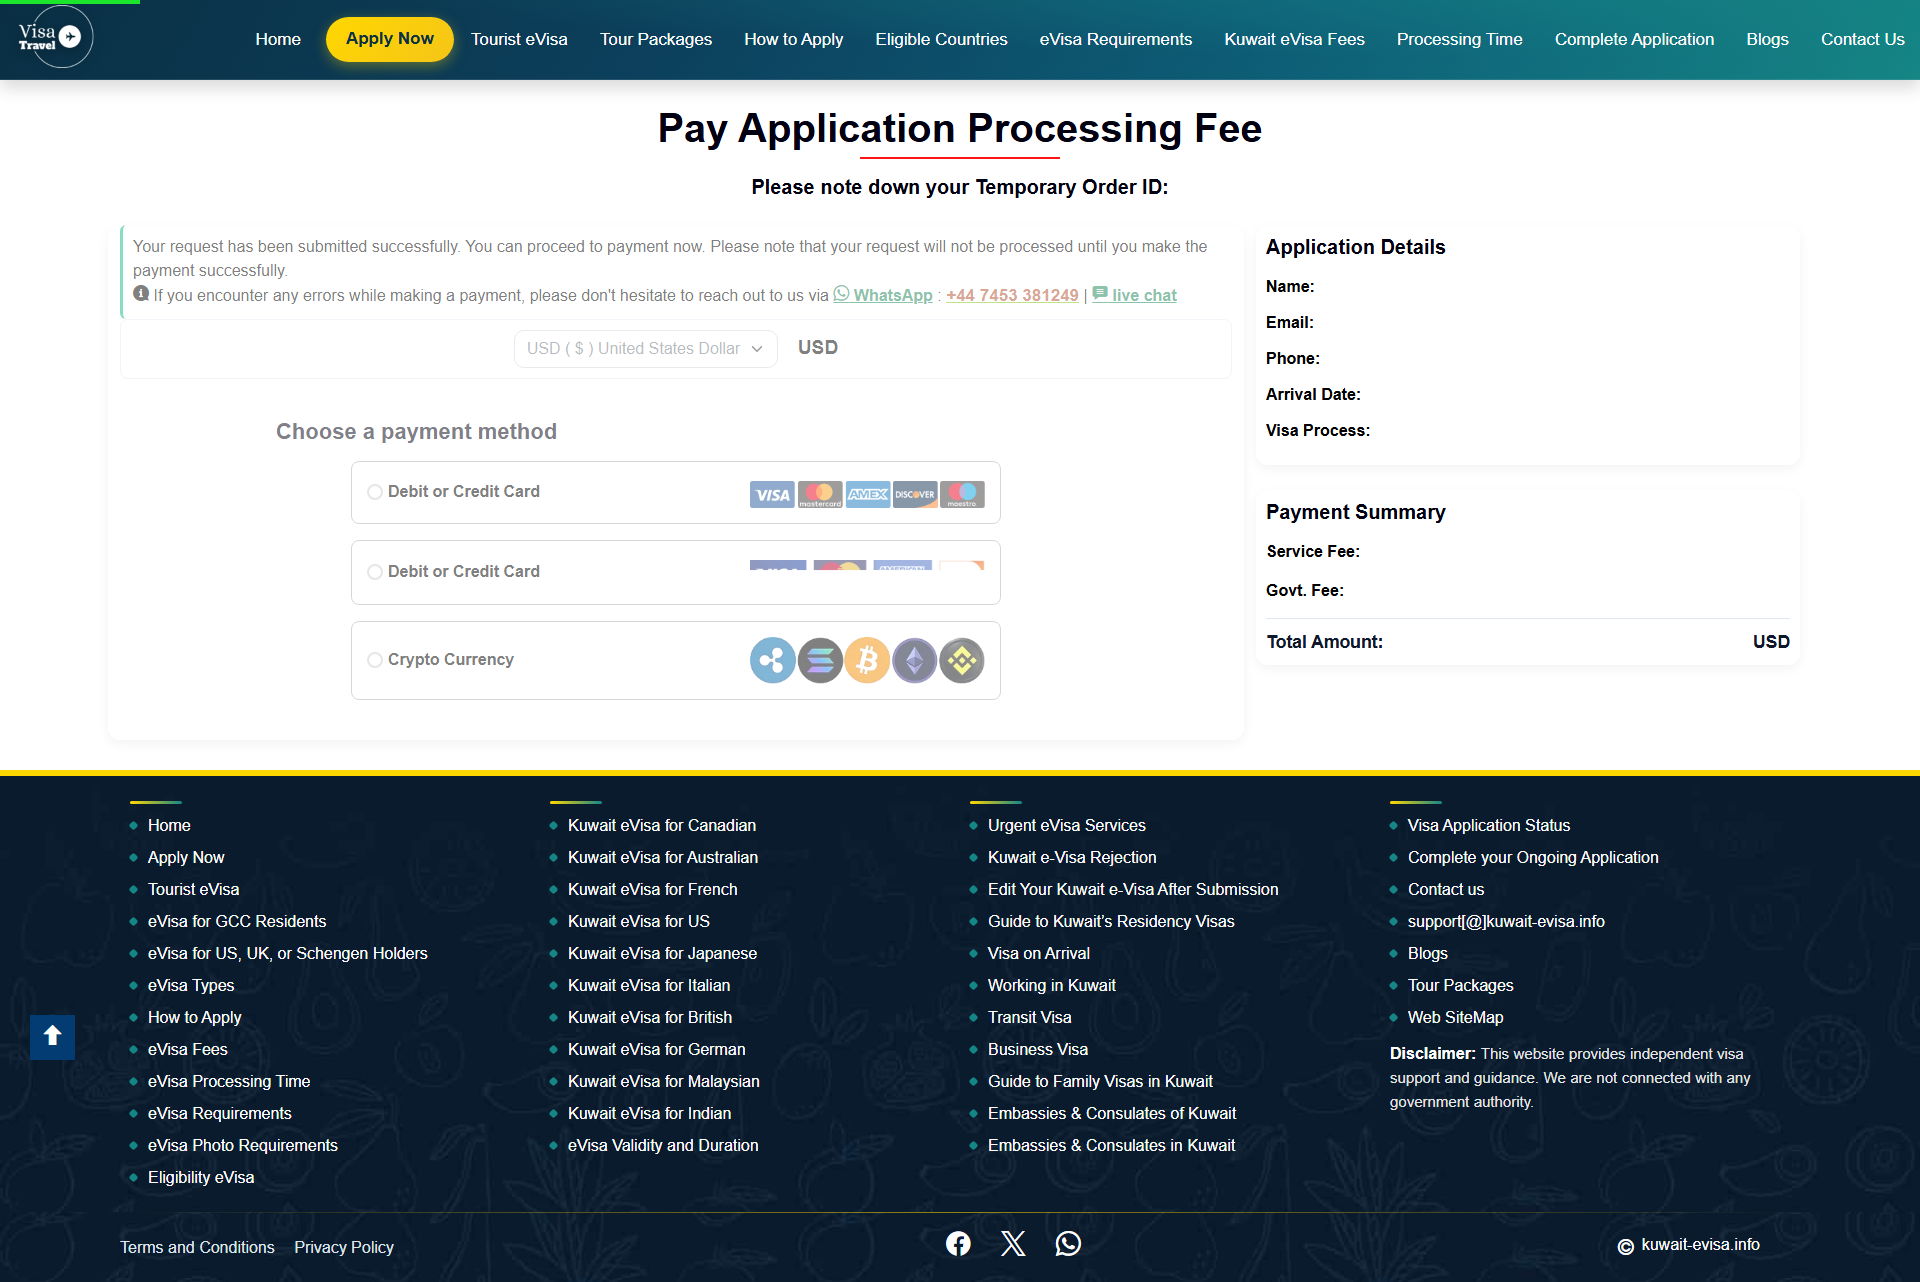 Visa
Travel
Home
Apply Now
Tourist eVisa
Tour Packages
How to Apply
Eligible Countries
eVisa Requirements
Kuwait eVisa Fees
Processing Time
Complete Application
Blogs
Contact Us
Pay Application Processing Fee
Please note down your Temporary Order ID:
Your request has been submitted successfully. You can proceed to payment now. Please note that your request will not be processed until you make the
payment successfully.
If you encounter any errors while making a payment, please don't hesitate to reach out to us via WhatsApp : +44 7453 381249 | live chat
USD ( $ ) United States Dollar
USD
Choose a payment method
Debit or Credit Card
VISA
mastercard
AMEX
DISCOVER
maestro
Debit or Credit Card
Crypto Currency
Application Details
Name:
Email:
Phone:
Arrival Date:
Visa Process:
Payment Summary
Service Fee:
Govt. Fee:
Total Amount: USD
Home
Apply Now
Tourist eVisa
eVisa for GCC Residents
eVisa for US, UK, or Schengen Holders
eVisa Types
How to Apply
eVisa Fees
eVisa Processing Time
eVisa Requirements
eVisa Photo Requirements
Eligibility eVisa
Kuwait eVisa for Canadian
Kuwait eVisa for Australian
Kuwait eVisa for French
Kuwait eVisa for US
Kuwait eVisa for Japanese
Kuwait eVisa for Italian
Kuwait eVisa for British
Kuwait eVisa for German
Kuwait eVisa for Malaysian
Kuwait eVisa for Indian
eVisa Validity and Duration
Urgent eVisa Services
Kuwait e-Visa Rejection
Edit Your Kuwait e-Visa After Submission
Guide to Kuwait’s Residency Visas
Visa on Arrival
Working in Kuwait
Transit Visa
Business Visa
Guide to Family Visas in Kuwait
Embassies & Consulates of Kuwait
Embassies & Consulates in Kuwait
Visa Application Status
Complete your Ongoing Application
Contact us
support[@]kuwait-evisa.info
Blogs
Tour Packages
Web SiteMap
Disclaimer: This website provides independent visa
support and guidance. We are not connected with any
government authority.
Terms and Conditions
Privacy Policy
© kuwait-evisa.info